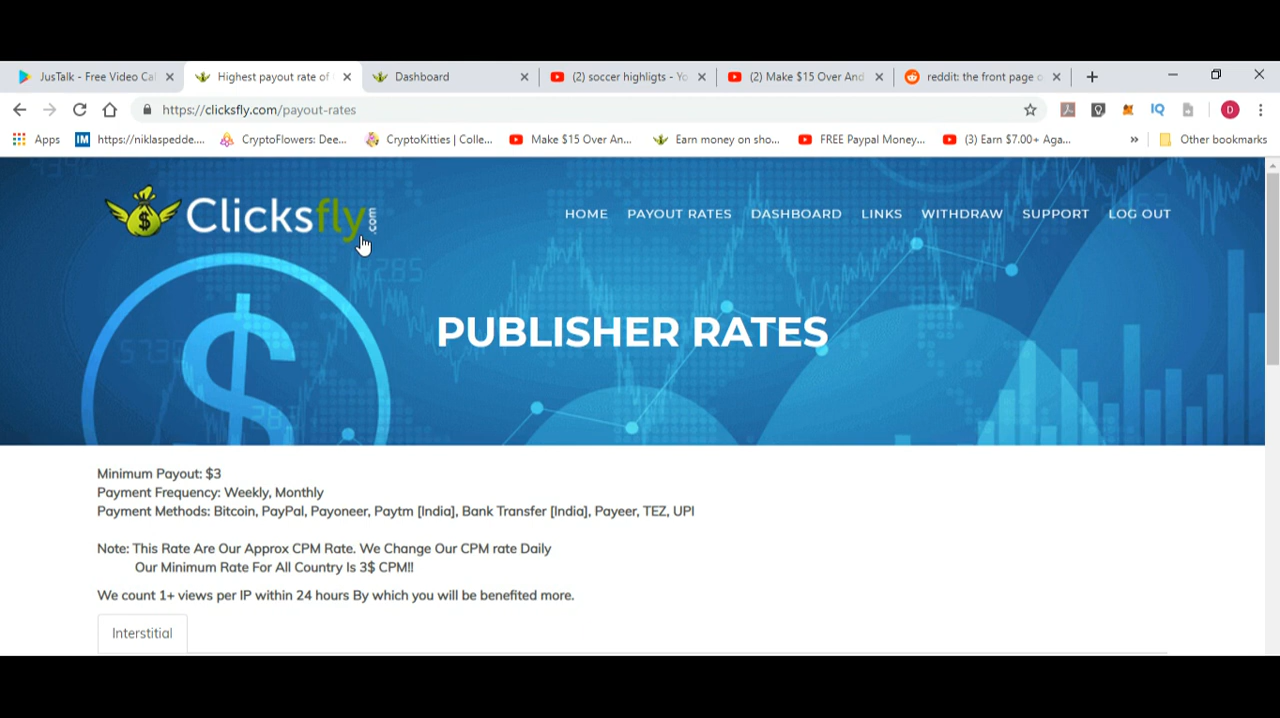 JusTalk - Free Video Ca
Highest payout rate of
Dashboard
(2) soccer highligts - Yo
(2) Make $15 Over And
reddit: the front page o
https://clicksfly.com/payout-rates
IQ
D
Apps
IM
https://niklaspedde....
CryptoFlowers: Dee...
CryptoKitties | Colle...
Make $15 Over An...
Earn money on sho...
FREE Paypal Money...
(3) Earn $7.00+ Aga...
»
Other bookmarks
$ Clicksfly.com
HOME PAYOUT RATES DASHBOARD LINKS WITHDRAW SUPPORT LOG OUT
PUBLISHER RATES
$
Minimum Payout: $3
Payment Frequency: Weekly, Monthly
Payment Methods: Bitcoin, PayPal, Payoneer, Paytm [India], Bank Transfer [India], Payeer, TEZ, UPI
Note: This Rate Are Our Approx CPM Rate. We Change Our CPM rate Daily
Our Minimum Rate For All Country Is 3$ CPM!!
We count 1+ views per IP within 24 hours By which you will be benefited more.
Interstitial